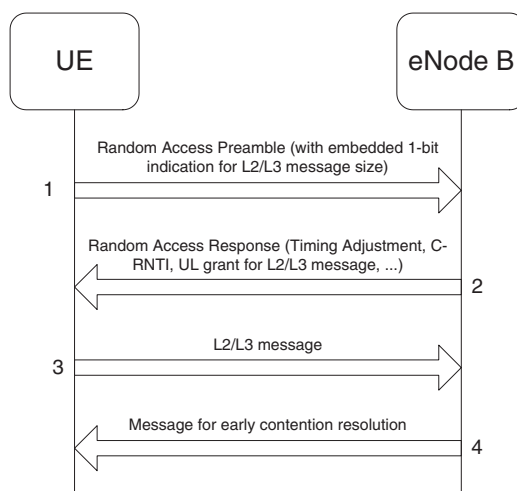 UE
eNode B
Random Access Preamble (with embedded 1-bit
indication for L2/L3 message size)
1
Random Access Response (Timing Adjustment, C-
RNTI, UL grant for L2/L3 message, ...)
2
L2/L3 message
3
Message for early contention resolution
4